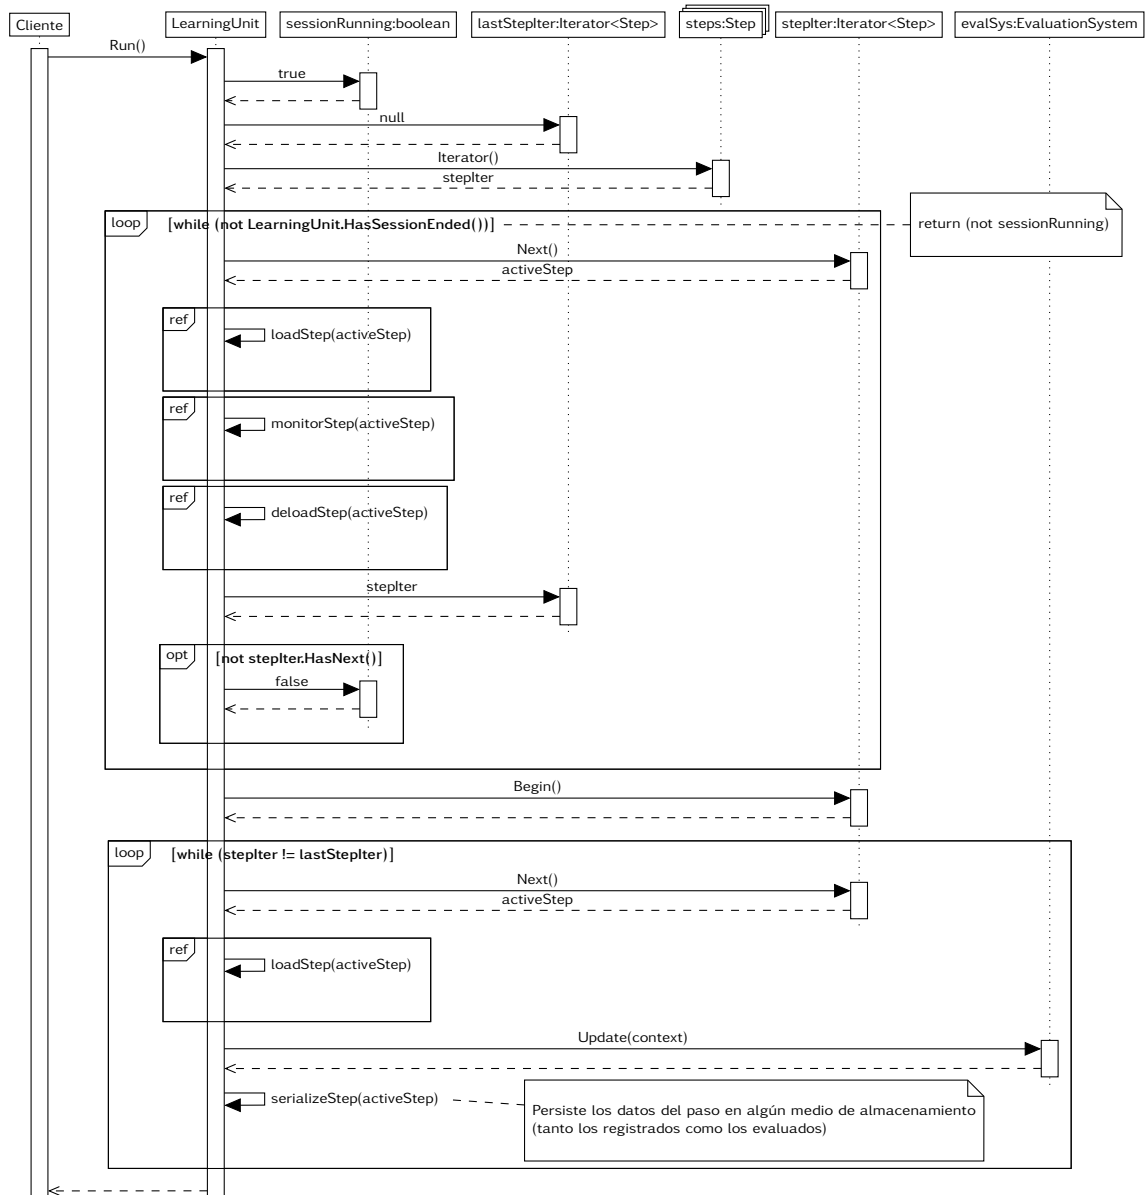 Cliente
LearningUnit
sessionRunning:boolean
lastStepIter:Iterator<Step>
steps:Step
stepIter:Iterator<Step>
evalSys:EvaluationSystem
Run()
true
null
Iterator()
stepIter
loop
[while (not LearningUnit.HasSessionEnded())]
return (not sessionRunning)
Next()
activeStep
ref
loadStep(activeStep)
ref
monitorStep(activeStep)
ref
deloadStep(activeStep)
stepIter
opt
[not stepIter.HasNext()]
false
Begin()
loop
[while (stepIter != lastStepIter)]
Next()
activeStep
ref
loadStep(activeStep)
Update(context)
serializeStep(activeStep)
Persiste los datos del paso en algún medio de almacenamiento
(tanto los registrados como los evaluados)